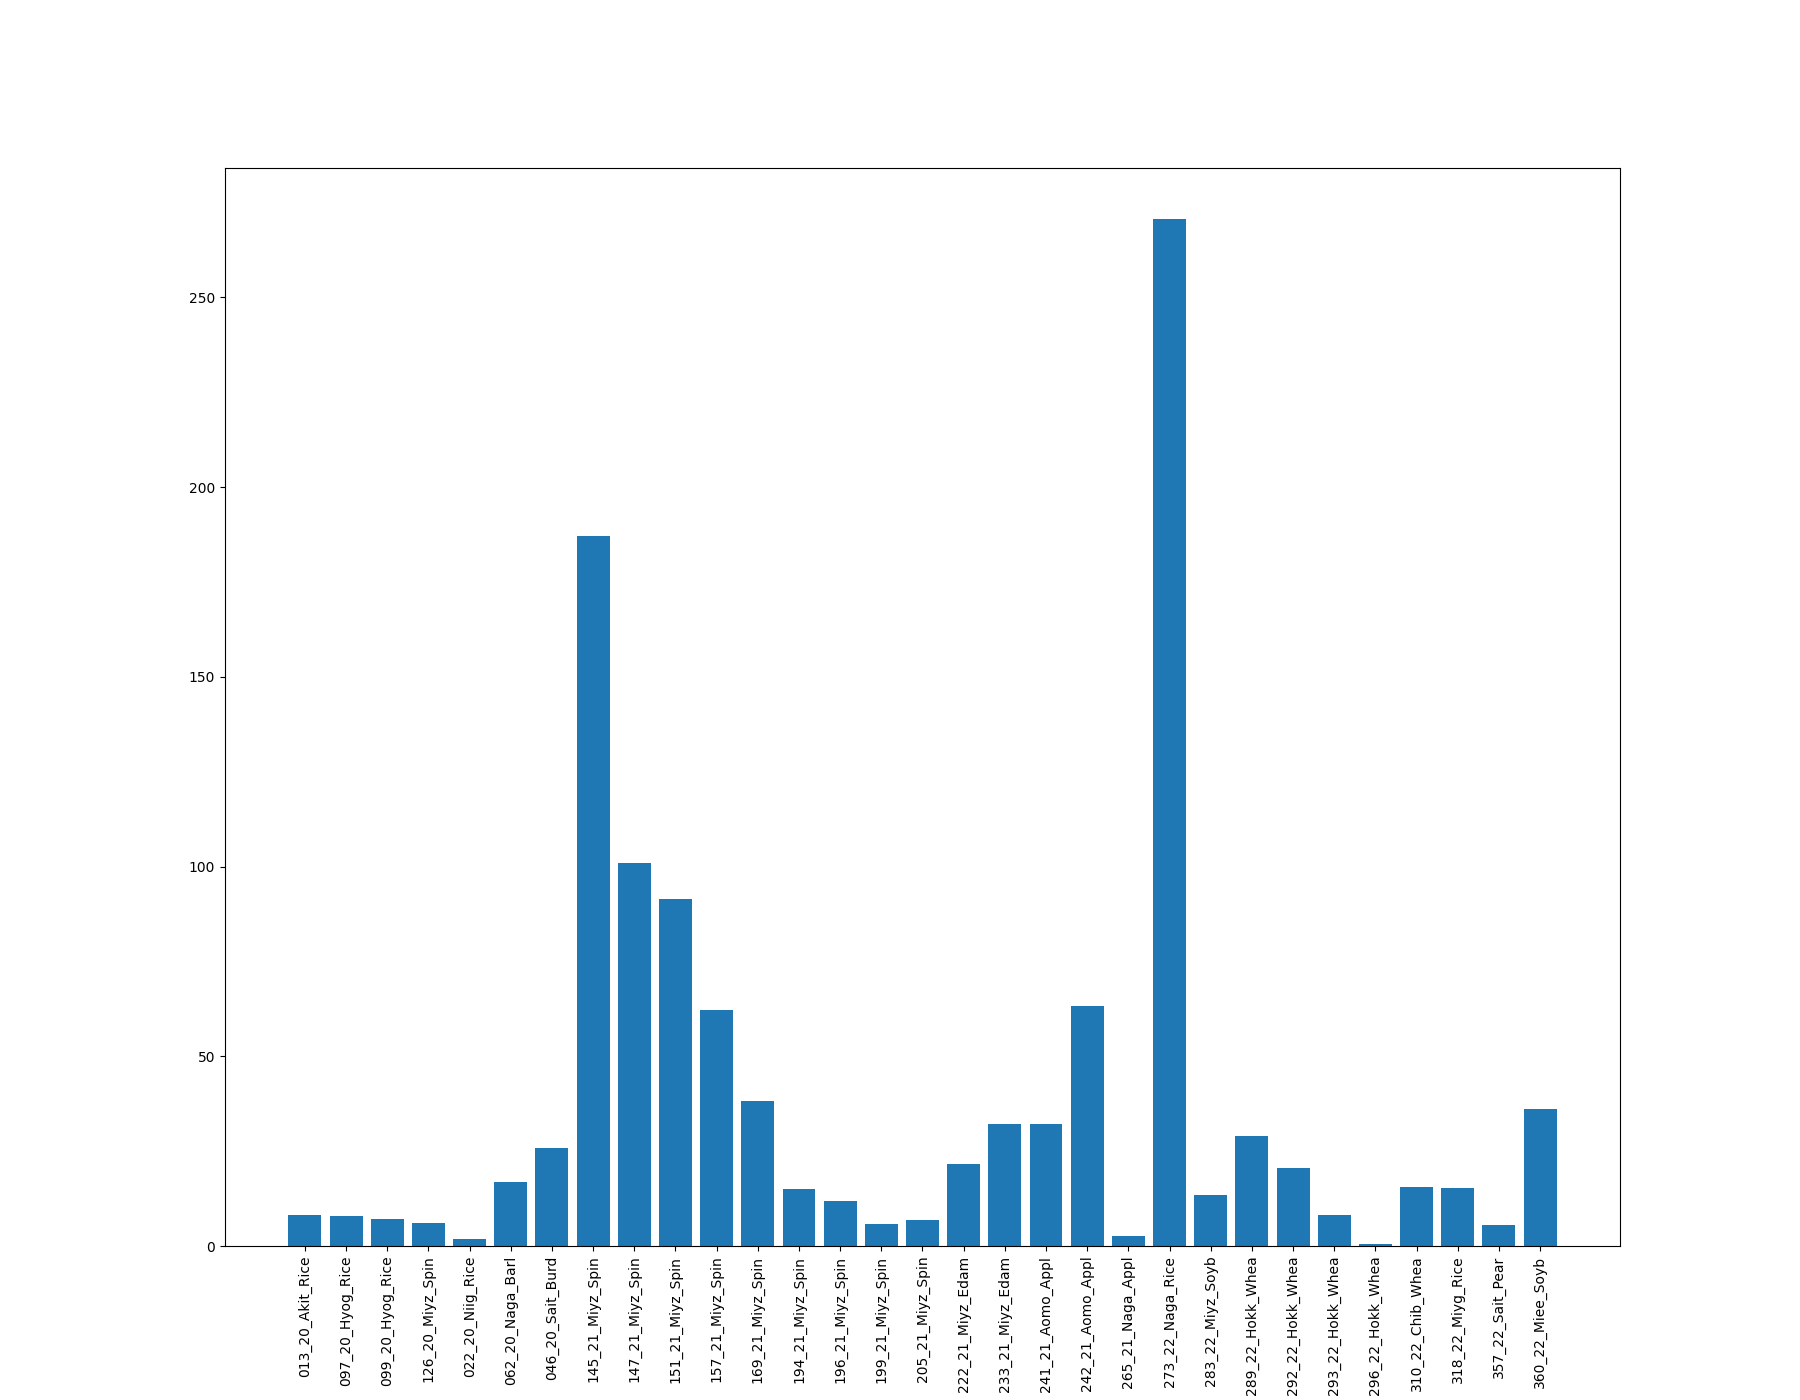 250
200
150
100
50
0
013_20_Akit_Rice
097_20_Hyog_Rice
099_20_Hyog_Rice
126_20_Miyz_Spin
022_20_Niig_Rice
062_20_Naga_Barl
046_20_Sait_Burd
145_21_Miyz_Spin
147_21_Miyz_Spin
151_21_Miyz_Spin
157_21_Miyz_Spin
169_21_Miyz_Spin
194_21_Miyz_Spin
196_21_Miyz_Spin
199_21_Miyz_Spin
205_21_Miyz_Spin
222_21_Miyz_Edam
233_21_Miyz_Edam
241_21_Aomo_Appl
242_21_Aomo_Appl
265_21_Naga_Appl
273_22_Naga_Rice
283_22_Miyz_Soyb
289_22_Hokk_Whea
292_22_Hokk_Whea
293_22_Hokk_Whea
296_22_Hokk_Whea
310_22_Chib_Whea
318_22_Miyg_Rice
357_22_Sait_Pear
360_22_Miee_Soyb